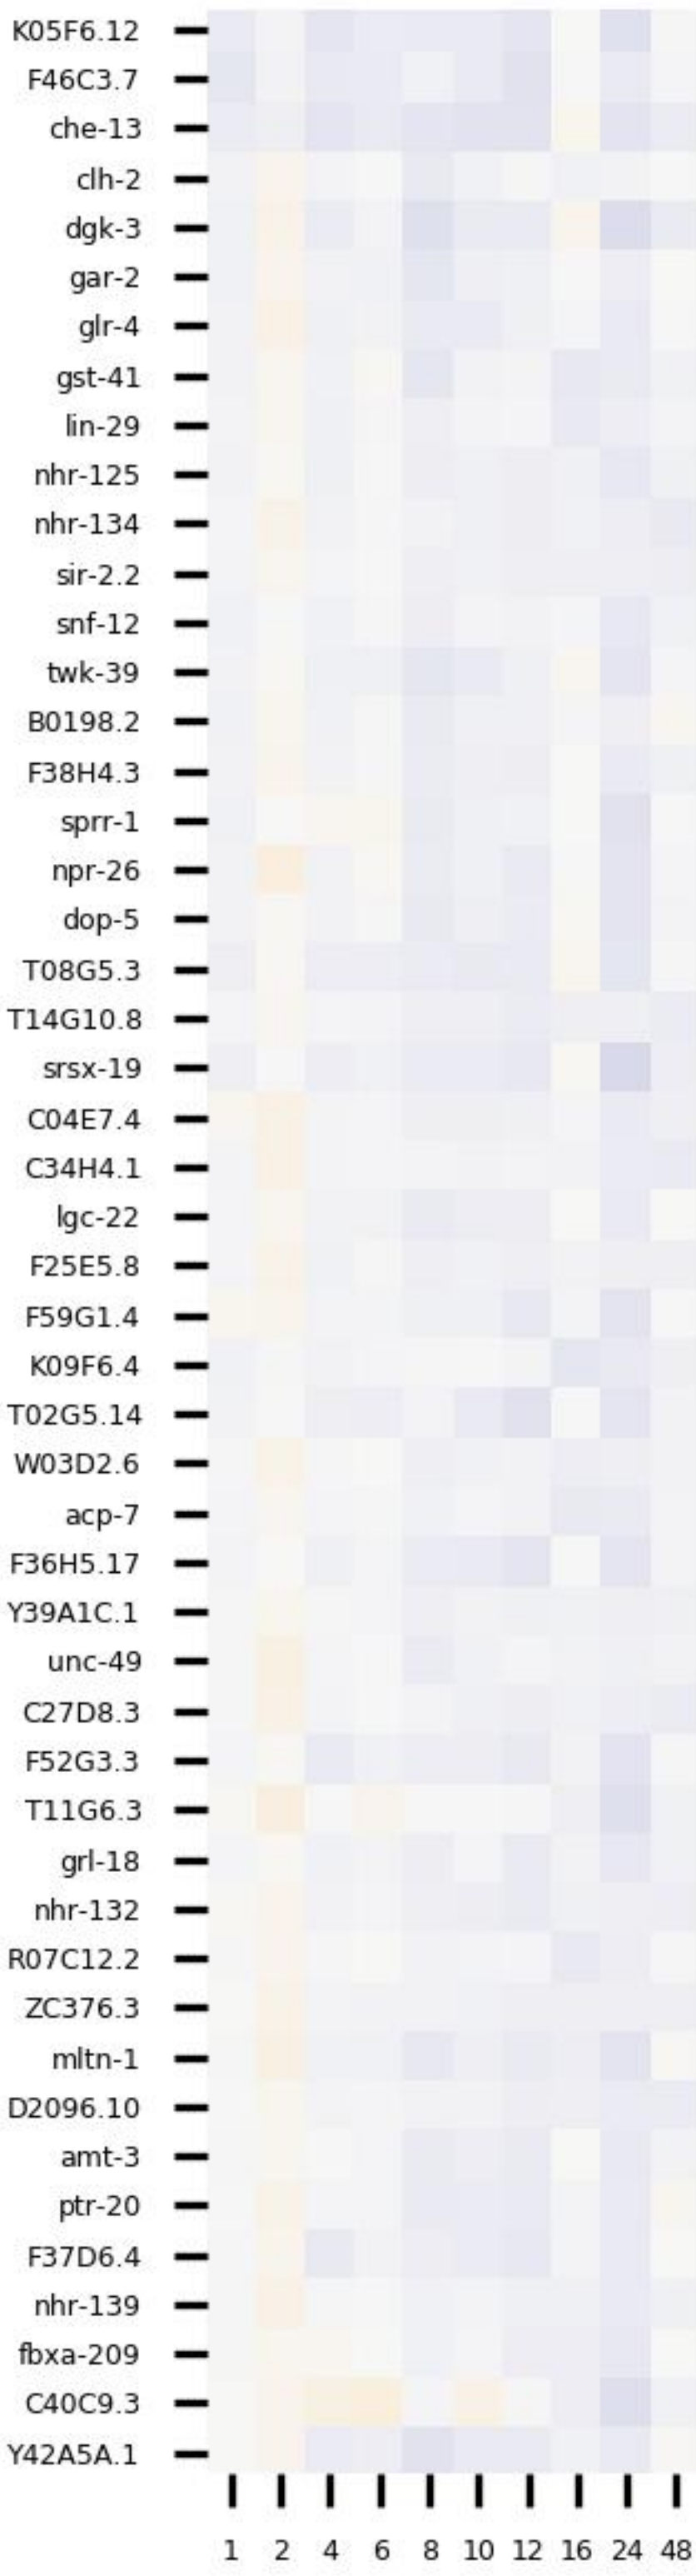 K05F6.12
F46C3.7
che-13
clh-2
dgk-3
gar-2
glr-4
gst-41
lin-29
nhr-125
nhr-134
sir-2.2
snf-12
twk-39
B0198.2
F38H4.3
sprr-1
npr-26
dop-5
T08G5.3
T14G10.8
srsx-19
C04E7.4
C34H4.1
lgc-22
F25E5.8
F59G1.4
K09F6.4
T02G5.14
W03D2.6
acp-7
F36H5.17
Y39A1C.1
unc-49
C27D8.3
F52G3.3
T11G6.3
grl-18
nhr-132
R07C12.2
ZC376.3
mltn-1
D2096.10
amt-3
ptr-20
F37D6.4
nhr-139
fbxa-209
C40C9.3
Y42A5A.1
1 2 4 6 8 10 12 16 24 48